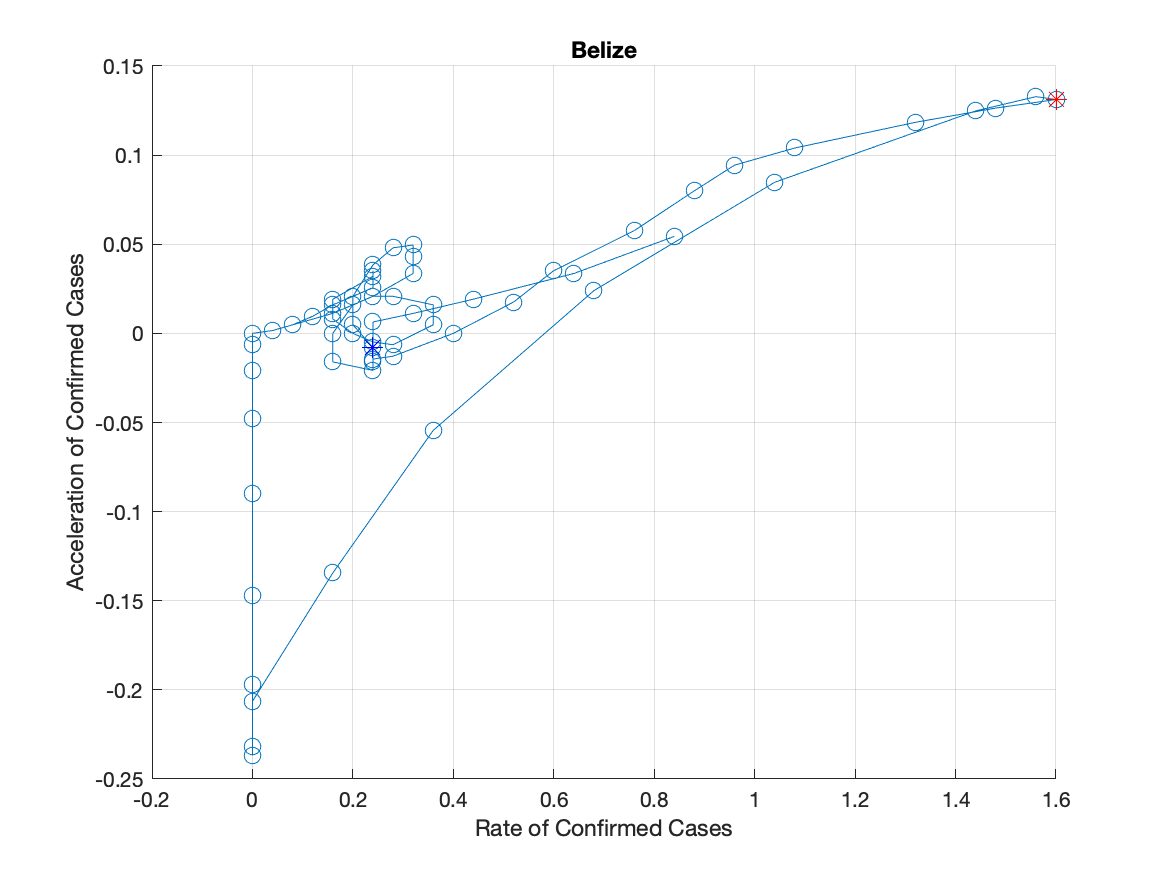 Belize
0.15
0.1
0.05
0
-0.05
-0.1
-0.15
-0.2
-0.25
Acceleration of Confirmed Cases
-0.2 0 0.2 0.4 0.6 0.8 1 1.2 1.4 1.6
Rate of Confirmed Cases